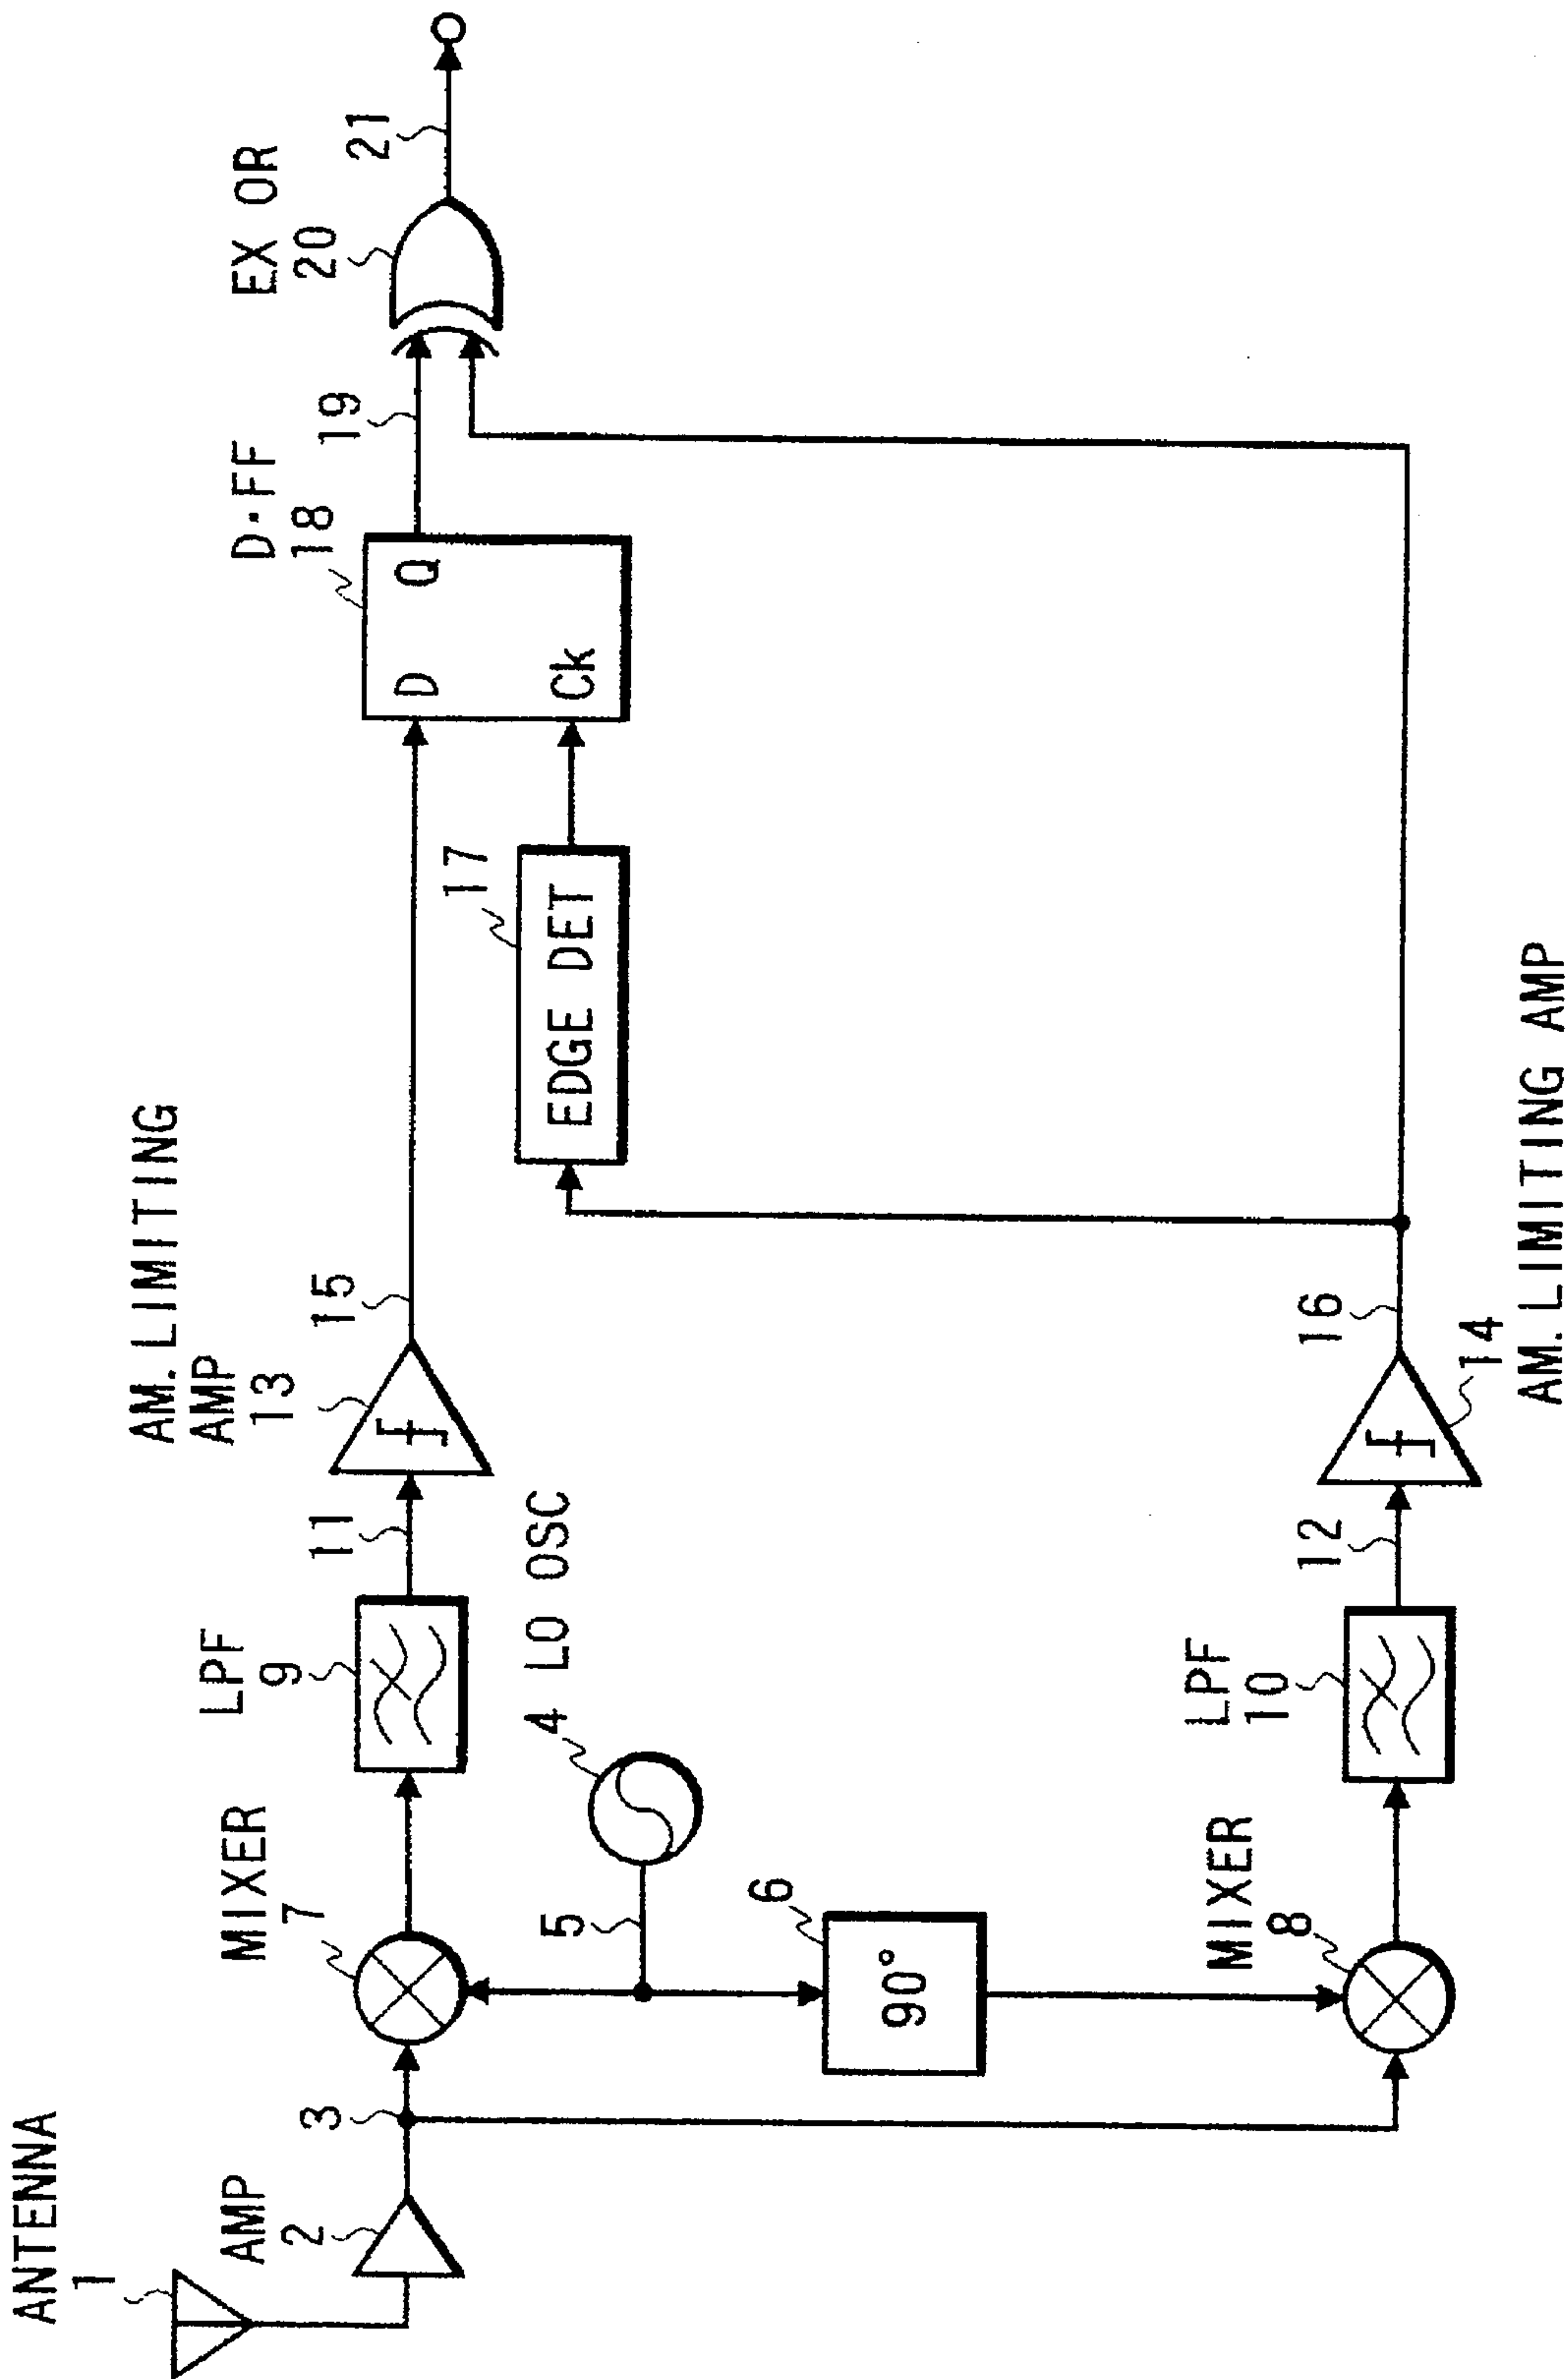 ANTENNA
1
AMP
2
3
MIXER
7
LPF
9
11
AM. LIMITING
AMP
13
15
D·FF
18
D Q
Ck
19
EX OR
20
21
4 LO OSC
5
6
90°
EDGE DET
17
MIXER
8
LPF
10
12
14
AM. LIMITING AMP
16